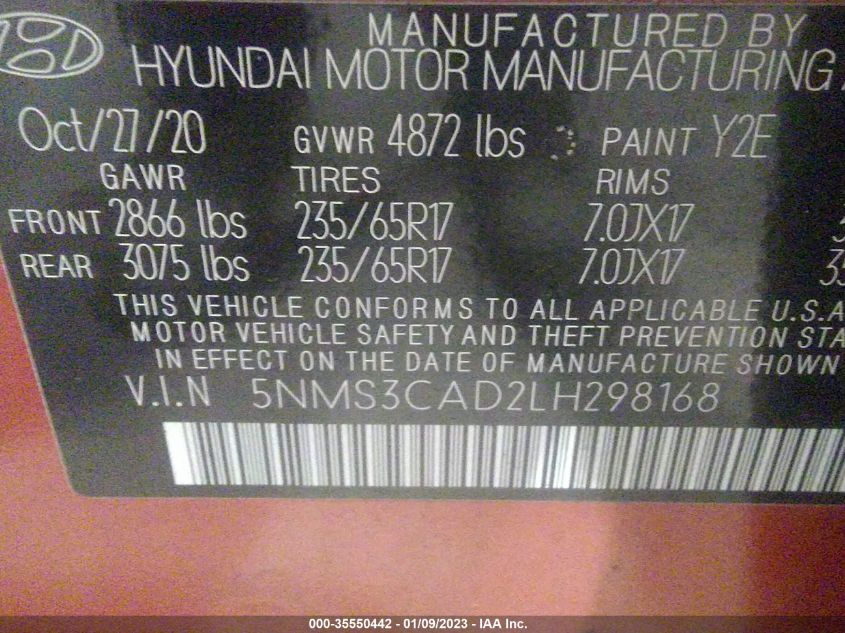 MANUFACTURED BY
HYUNDAI MOTOR MANUFACTURING
Oct/27/20 GVWR 4872 lbs PAINT Y2E
GAWR TIRES RIMS
FRONT 2866 lbs 235/65R17 7.0JX17
REAR 3075 lbs 235/65R17 7.0JX17 35
THIS VEHICLE CONFORMS TO ALL APPLICABLE U.S.A
MOTOR VEHICLE SAFETY AND THEFT PREVENTION STA
IN EFFECT ON THE DATE OF MANUFACTURE SHOWN
V.I.N 5NMS3CAD2LH298168
000-35550442 - 01/09/2023 - IAA Inc.